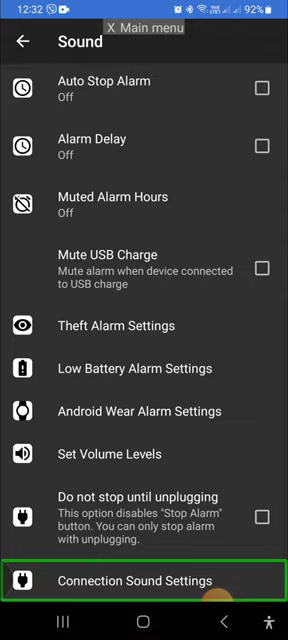 12:32
92%
X Main menu
Sound
Auto Stop Alarm
Off
Alarm Delay
Off
Muted Alarm Hours
Off
Mute USB Charge
Mute alarm when device connected
to USB charge
Theft Alarm Settings
Low Battery Alarm Settings
Android Wear Alarm Settings
Set Volume Levels
Do not stop until unplugging
This option disables "Stop Alarm"
button. You can only stop alarm
with unplugging.
Connection Sound Settings